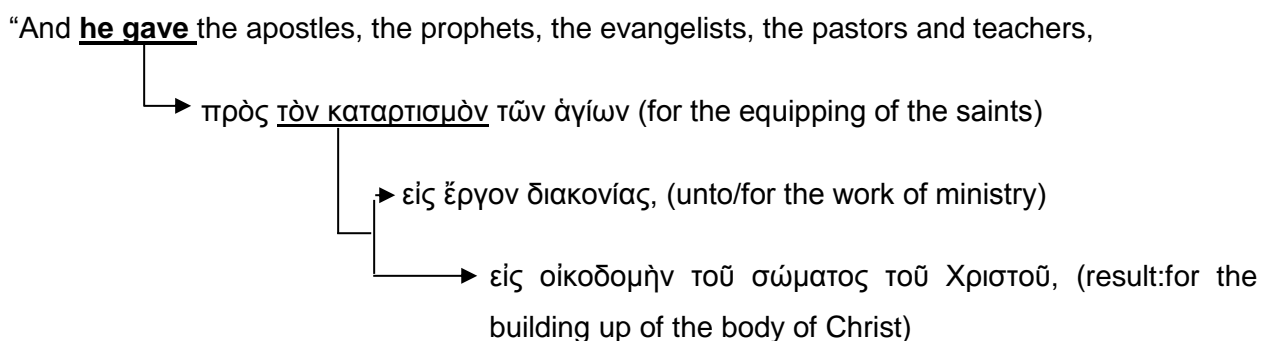 “And he gave the apostles, the prophets, the evangelists, the pastors and teachers,
πρὸς τὸν καταρτισμὸν τῶν ἁγίων (for the equipping of the saints)
εἰς ἔργον διακονίας, (unto/for the work of ministry)
εἰς οἰκοδομὴν τοῦ σώματος τοῦ Χριστοῦ, (result:for the
building up of the body of Christ)